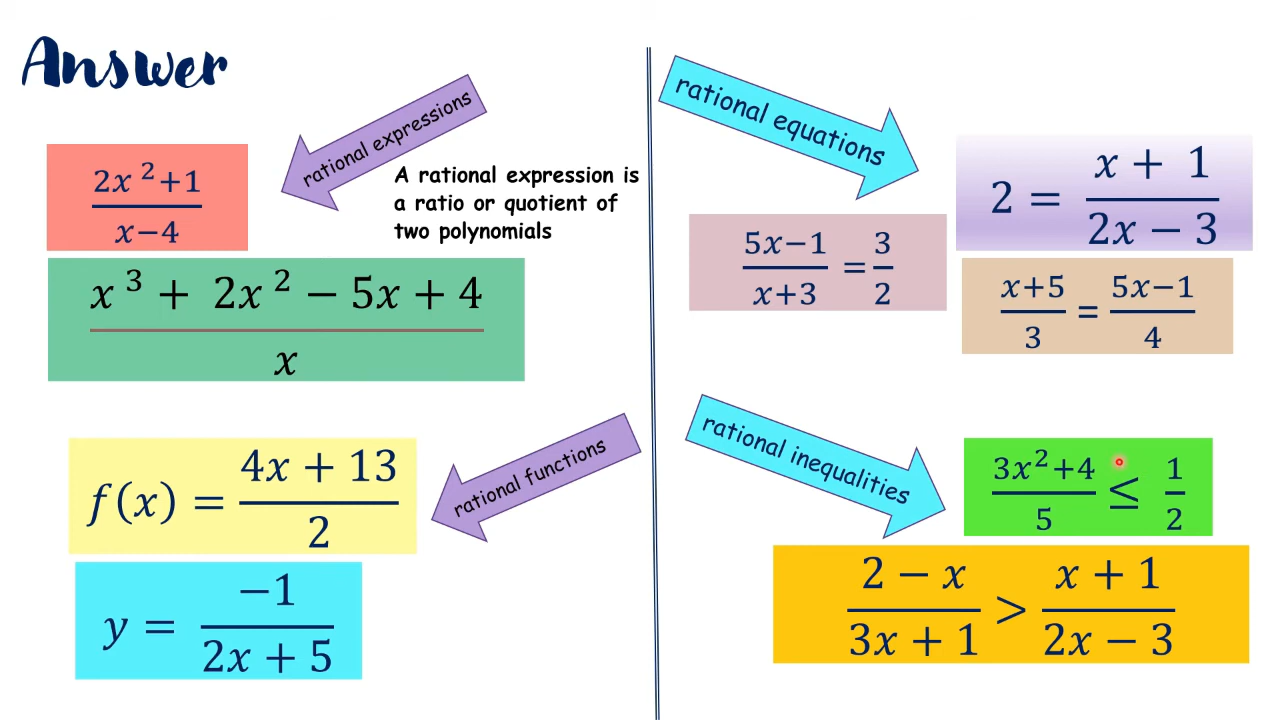 Answer
rational expressions
A rational expression is
a ratio or quotient of
two polynomials
2x²+1
x−4
x³ + 2x² − 5x + 4
x
rational functions
f(x) = 4x + 13
2
y = −1
2x + 5
rational equations
2 = x + 1
2x − 3
5x−1 = 3
x+3 2
x+5 = 5x−1
3 4
rational inequalities
3x²+4 ≤ 1
5 2
2 − x > x + 1
3x + 1 2x − 3